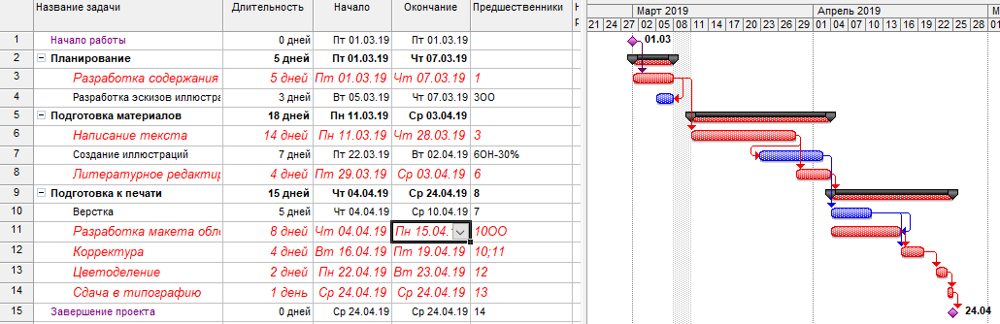 Название задачи Длительность Начало Окончание Предшественники Н
р
Март 2019 Апрель 2019 М
21 24 27 02 05 08 11 14 17 20 23 26 29 01 04 07 10 13 16 19 22 25 28 01
1 Начало работы 0 дней Пт 01.03.19 Пт 01.03.19 01.03
2 Планирование 5 дней Пт 01.03.19 Чт 07.03.19
3 Разработка содержания 5 дней Пт 01.03.19 Чт 07.03.19 1
4 Разработка эскизов иллюстра 3 дней Вт 05.03.19 Чт 07.03.19 3ОО
5 Подготовка материалов 18 дней Пн 11.03.19 Ср 03.04.19
6 Написание текста 14 дней Пн 11.03.19 Чт 28.03.19 3
7 Создание иллюстраций 7 дней Пт 22.03.19 Вт 02.04.19 6ОН-30%
8 Литературное редактир 4 дней Пт 29.03.19 Ср 03.04.19 6
9 Подготовка к печати 15 дней Чт 04.04.19 Ср 24.04.19 8
10 Верстка 5 дней Чт 04.04.19 Ср 10.04.19 7
11 Разработка макета обло 8 дней Чт 04.04.19 Пн 15.04. 10ОО
12 Корректура 4 дней Вт 16.04.19 Пт 19.04.19 10;11
13 Цветоделение 2 дней Пн 22.04.19 Вт 23.04.19 12
14 Сдача в типографию 1 день Ср 24.04.19 Ср 24.04.19 13
15 Завершение проекта 0 дней Ср 24.04.19 Ср 24.04.19 14 24.04